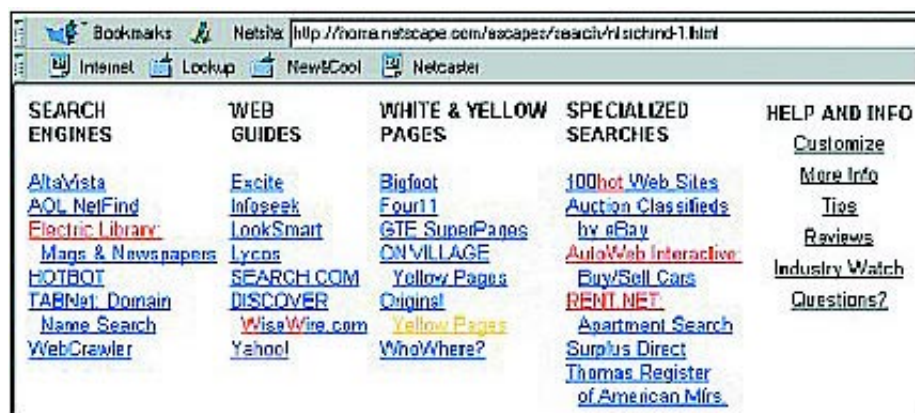 Bookmarks Netsite: http://home.netscape.com/escapes/search/ntsrchrnd-1.html
Internet Lookup New&Cool Netcaster
SEARCH
ENGINES
AltaVista
AOL NetFind
Electric Library:
Mags & Newspapers
HOTBOT
TABNet: Domain
Name Search
WebCrawler
WEB
GUIDES
Excite
Infoseek
LookSmart
Lycos
SEARCH.COM
DISCOVER
WiseWire.com
Yahoo!
WHITE & YELLOW
PAGES
Bigfoot
Four11
GTE SuperPages
ON'VILLAGE
Yellow Pages
Original
Yellow Pages
WhoWhere?
SPECIALIZED
SEARCHES
100hot Web Sites
Auction Classifieds
by eBay
AutoWeb Interactive:
Buy/Sell Cars
RENT.NET:
Apartment Search
Surplus Direct
Thomas Register
of American Mfrs.
HELP AND INFO
Customize
More Info
Tips
Reviews
Industry Watch
Questions?